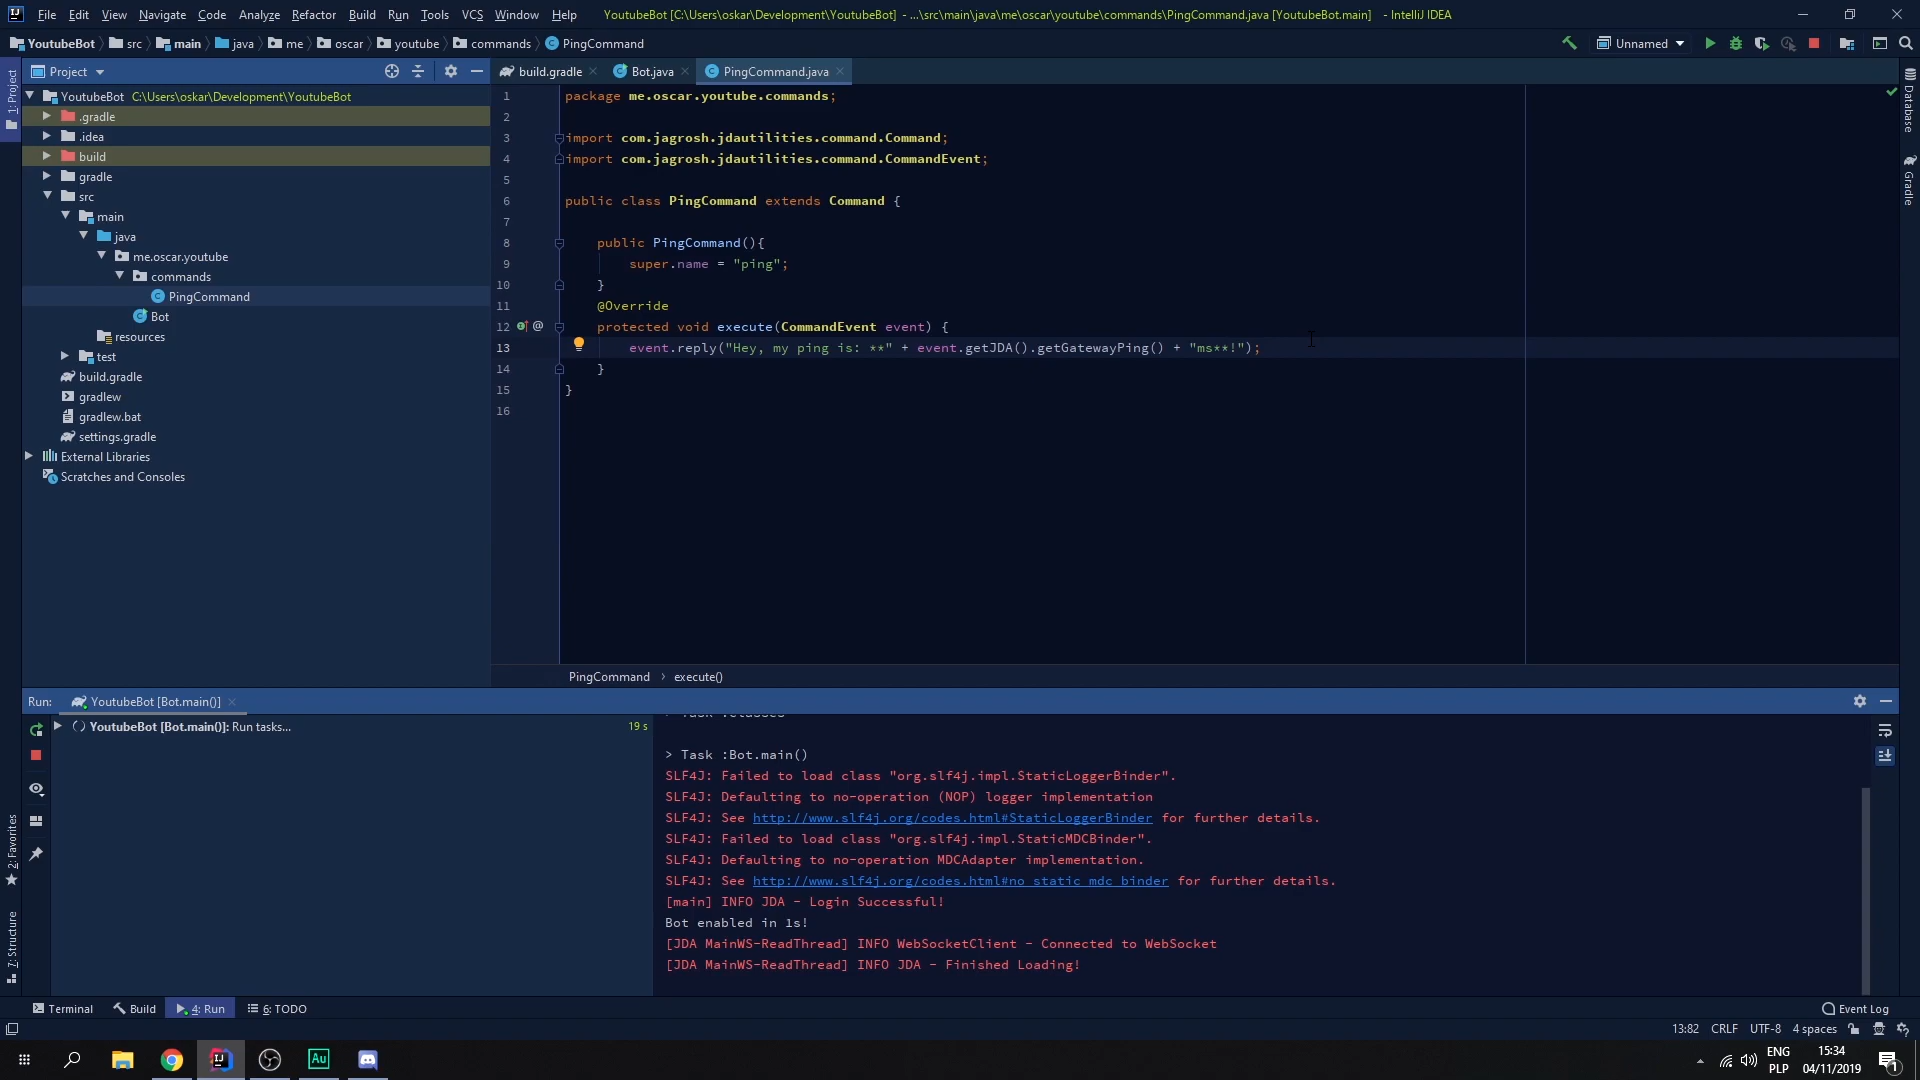 File Edit View Navigate Code Analyze Refactor Build Run Tools VCS Window Help YoutubeBot [C:\Users\oskar\Development\YoutubeBot] - ...\src\main\java\me\oscar\youtube\commands\PingCommand.java [YoutubeBot.main] - IntelliJ IDEA
YoutubeBot src main java me oscar youtube commands PingCommand Unnamed
Project build.gradle Bot.java PingCommand.java
1: Project
YoutubeBot C:\Users\oskar\Development\YoutubeBot
.gradle
.idea
build
gradle
src
main
java
me.oscar.youtube
commands
PingCommand
Bot
resources
test
build.gradle
gradlew
gradlew.bat
settings.gradle
External Libraries
Scratches and Consoles
1 package me.oscar.youtube.commands;
2
3 import com.jagrosh.jdautilities.command.Command;
4 import com.jagrosh.jdautilities.command.CommandEvent;
5
6 public class PingCommand extends Command {
7
8 public PingCommand(){
9 super.name = "ping";
10 }
11 @Override
12 protected void execute(CommandEvent event) {
13 event.reply("Hey, my ping is: **" + event.getJDA().getGatewayPing() + "ms**!");
14 }
15 }
16
Database
Gradle
PingCommand execute()
Run: YoutubeBot [Bot.main()]
YoutubeBot [Bot.main()]: Run tasks... 19 s
> Task :classes
> Task :Bot.main()
SLF4J: Failed to load class "org.slf4j.impl.StaticLoggerBinder".
SLF4J: Defaulting to no-operation (NOP) logger implementation
SLF4J: See http://www.slf4j.org/codes.html#StaticLoggerBinder for further details.
SLF4J: Failed to load class "org.slf4j.impl.StaticMDCBinder".
SLF4J: Defaulting to no-operation MDCAdapter implementation.
SLF4J: See http://www.slf4j.org/codes.html#no_static_mdc_binder for further details.
[main] INFO JDA - Login Successful!
Bot enabled in 1s!
[JDA MainWS-ReadThread] INFO WebSocketClient - Connected to WebSocket
[JDA MainWS-ReadThread] INFO JDA - Finished Loading!
2: Favorites
7: Structure
Terminal Build 4: Run 6: TODO Event Log
13:82 CRLF UTF-8 4 spaces
Au
ENG 15:34
PLP 04/11/2019 1